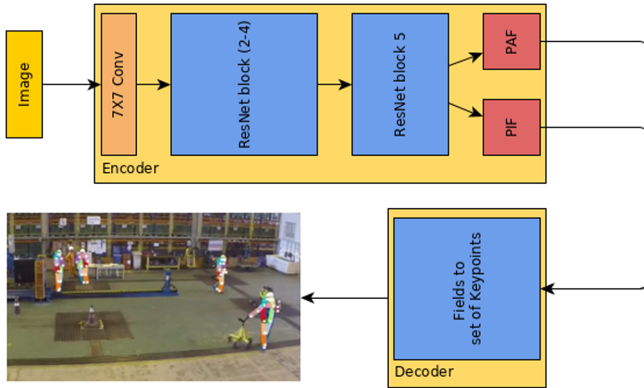 Image
7X7 Conv
ResNet block (2-4)
ResNet block 5
PAF
PIF
Encoder
Fields to
set of Keypoints
Decoder